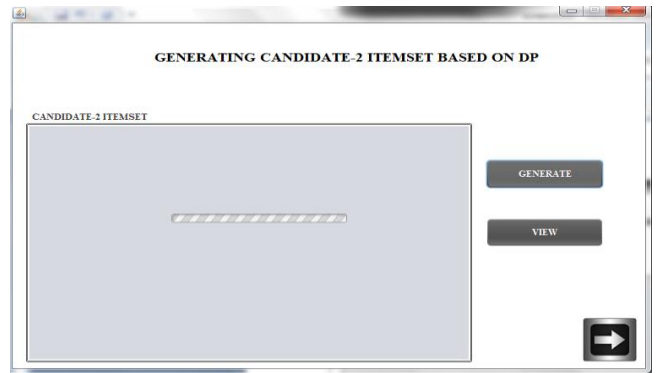 GENERATING CANDIDATE-2 ITEMSET BASED ON DP
CANDIDATE-2 ITEMSET
GENERATE
VIEW